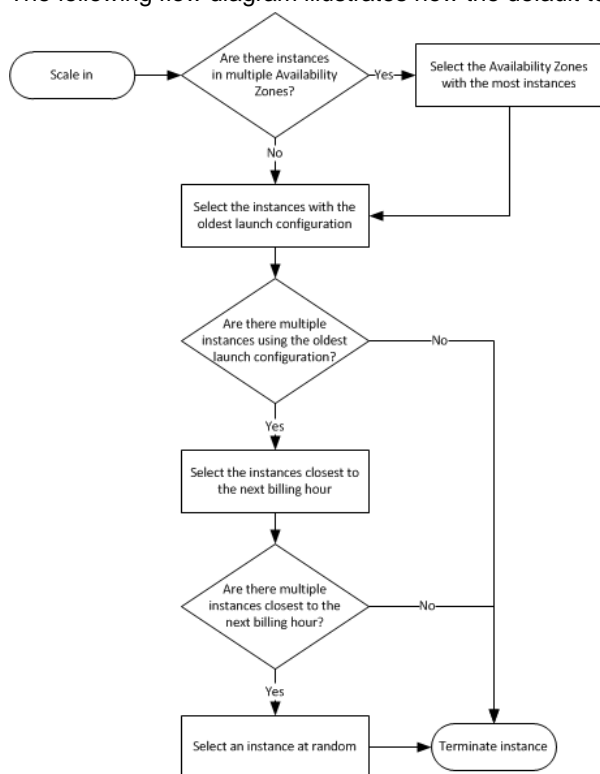 The following flow diagram illustrates how the default
Are there instances
in multiple Availability
Zones?
Scale in
Yes
Select the Availability Zones
with the most instances
No
Select the instances with the
oldest launch configuration
Are there multiple
instances using the oldest
launch configuration?
No
Yes
Select the instances closest to
the next billing hour
Are there multiple
instances closest to the
next billing hour?
No
Yes
Select an instance at random
Terminate instance